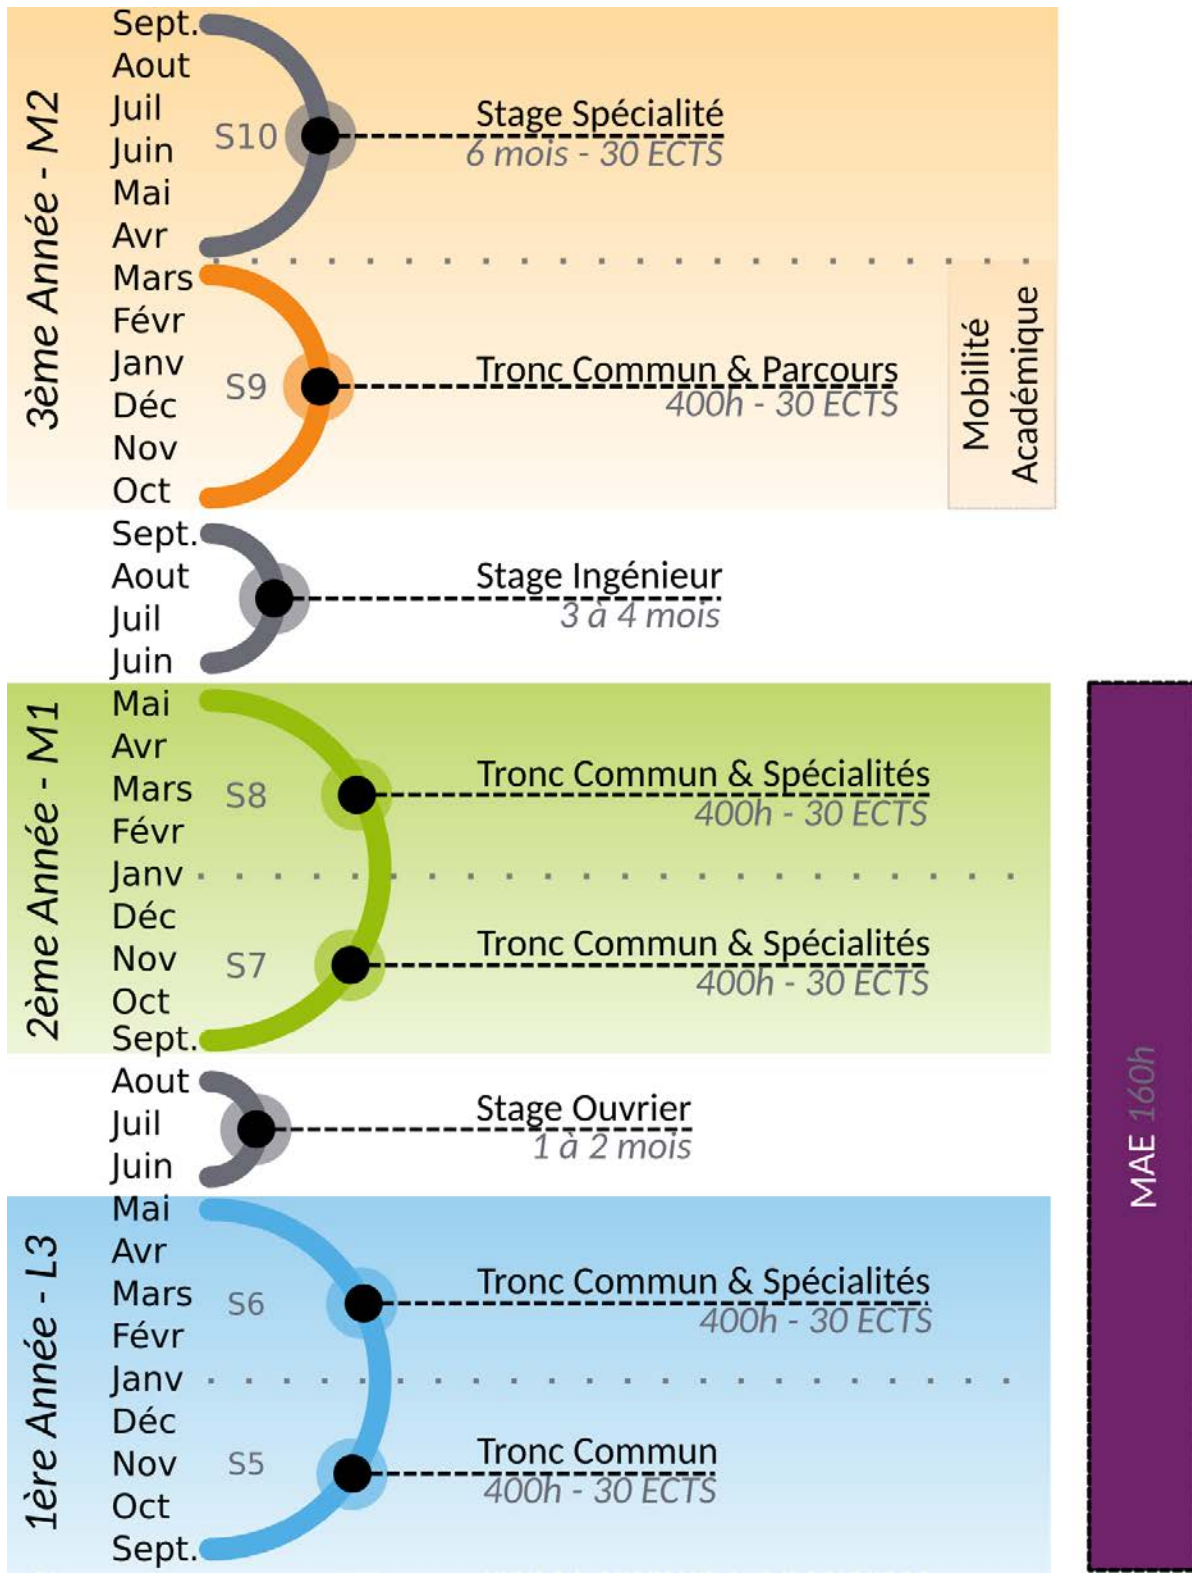 3ème Année - M2
Sept.
Aout
Juil
Juin
Mai
Avr
S10
Stage Spécialité
6 mois - 30 ECTS
Mars
Févr
Janv
Déc
Nov
Oct
S9
Tronc Commun & Parcours
400h - 30 ECTS
Mobilité
Académique
Sept.
Aout
Juil
Juin
Stage Ingénieur
3 à 4 mois
2ème Année - M1
Mai
Avr
Mars
Févr
Janv
S8
Tronc Commun & Spécialités
400h - 30 ECTS
Déc
Nov
Oct
Sept.
S7
Tronc Commun & Spécialités
400h - 30 ECTS
Aout
Juil
Juin
Stage Ouvrier
1 à 2 mois
MAE 160h
1ère Année - L3
Mai
Avr
Mars
Févr
Janv
S6
Tronc Commun & Spécialités
400h - 30 ECTS
Déc
Nov
Oct
Sept.
S5
Tronc Commun
400h - 30 ECTS